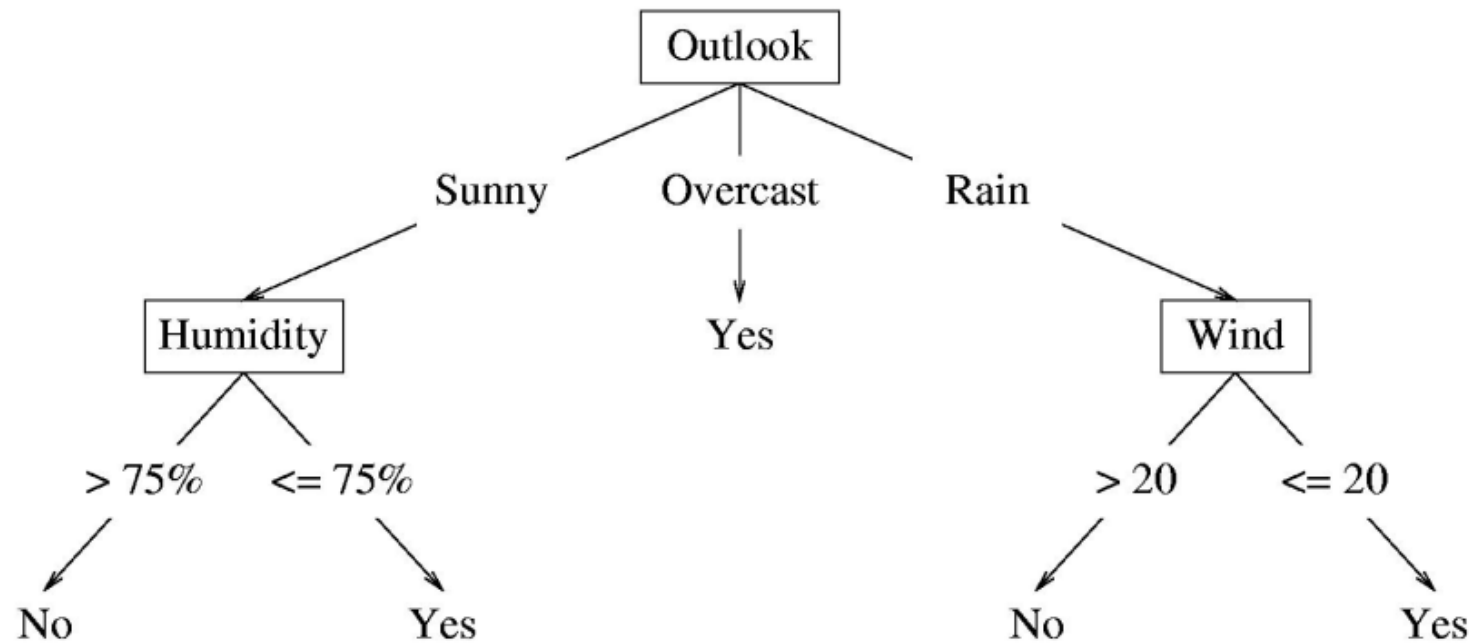 Outlook
Sunny Overcast Rain
Humidity Yes Wind
> 75% <= 75% > 20 <= 20
No Yes No Yes